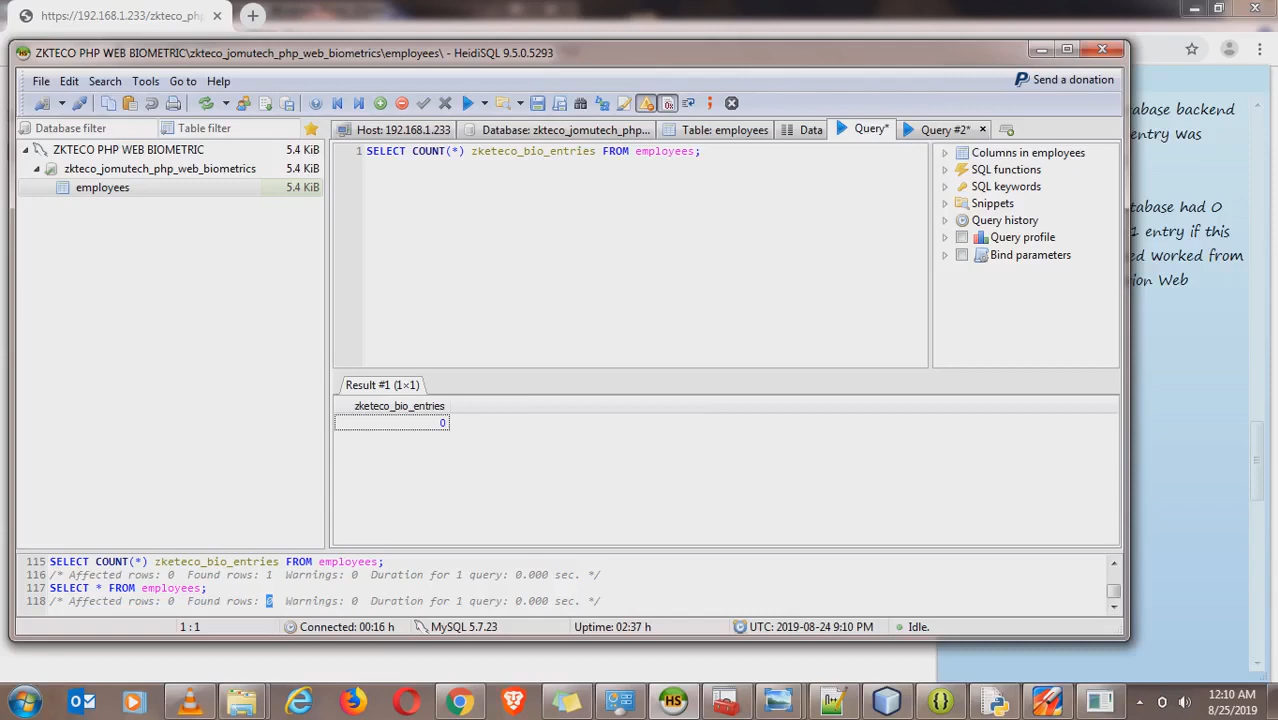 https://192.168.1.233/zkteco_ph
ZKTECO PHP WEB BIOMETRIC\zkteco_jomutech_php_web_biometrics\employees\ - HeidiSQL 9.5.0.5293
File Edit Search Tools Go to Help
Send a donation
Database filter Table filter
Host: 192.168.1.233 Database: zkteco_jomutech_php... Table: employees Data Query* Query #2*
ZKTECO PHP WEB BIOMETRIC 5.4 KiB
zkteco_jomutech_php_web_biometrics 5.4 KiB
employees 5.4 KiB
1 SELECT COUNT(*) zketeco_bio_entries FROM employees;
Columns in employees
SQL functions
SQL keywords
Snippets
Query history
Query profile
Bind parameters
tabase backend
entry was
tabase had 0
1 entry if this
ed worked from
ion Web
Result #1 (1×1)
zketeco_bio_entries
0
115 SELECT COUNT(*) zketeco_bio_entries FROM employees;
116 /* Affected rows: 0 Found rows: 1 Warnings: 0 Duration for 1 query: 0.000 sec. */
117 SELECT * FROM employees;
118 /* Affected rows: 0 Found rows: 0 Warnings: 0 Duration for 1 query: 0.000 sec. */
1 : 1 Connected: 00:16 h MySQL 5.7.23 Uptime: 02:37 h UTC: 2019-08-24 9:10 PM Idle.
12:10 AM
8/25/2019